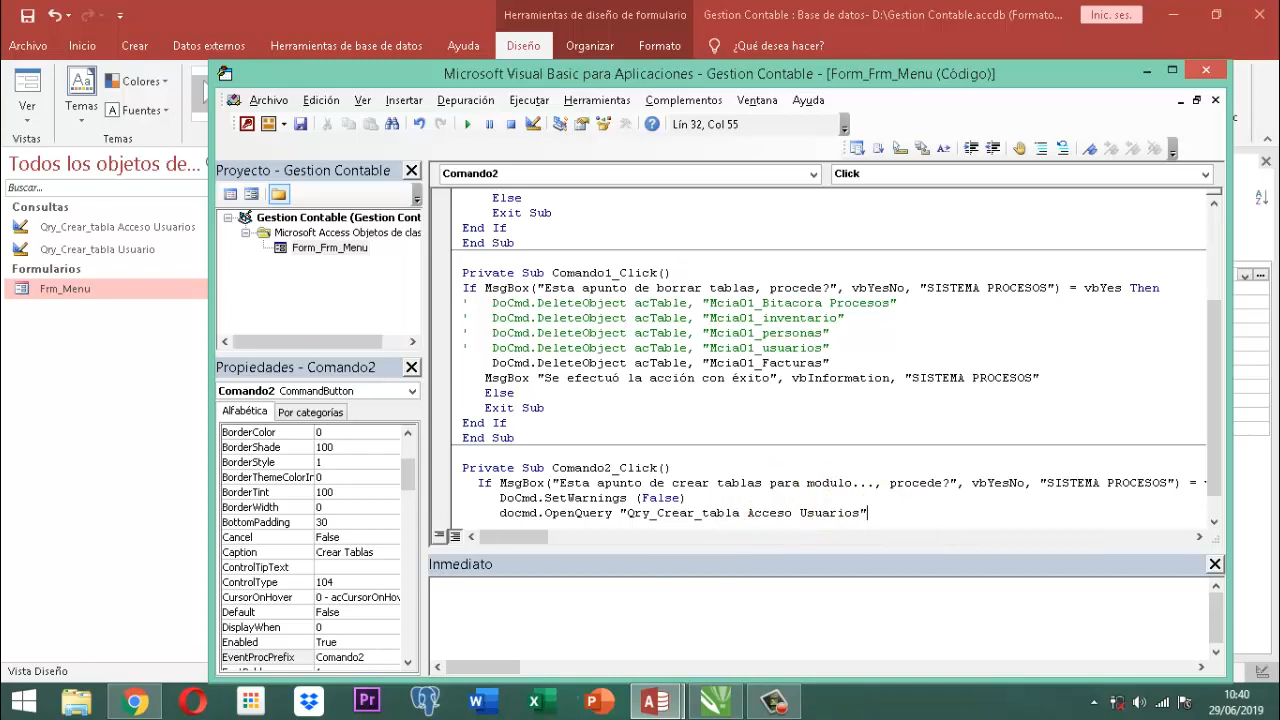 Herramientas de diseño de formulario
Gestion Contable : Base de datos- D:\Gestion Contable.accdb (Formato...
Inic. ses.
Archivo
Inicio
Crear
Datos externos
Herramientas de base de datos
Ayuda
Diseño
Organizar
Formato
¿Qué desea hacer?
Ver
Temas
Colores
Fuentes
Vistas
Temas
Todos los objetos de...
Buscar...
Consultas
Qry_Crear_tabla Acceso Usuarios
Qry_Crear_tabla Usuario
Formularios
Frm_Menu
Microsoft Visual Basic para Aplicaciones - Gestion Contable - [Form_Frm_Menu (Código)]
Archivo
Edición
Ver
Insertar
Depuración
Ejecutar
Herramientas
Complementos
Ventana
Ayuda
Lín 32, Col 55
Proyecto - Gestion Contable
Gestion Contable (Gestion Cont
Microsoft Access Objetos de clas
Form_Frm_Menu
Propiedades - Comando2
Comando2 CommandButton
Alfabética
Por categorías
BorderColor 0
BorderShade 100
BorderStyle 1
BorderThemeColorIr 0
BorderTint 100
BorderWidth 0
BottomPadding 30
Cancel False
Caption Crear Tablas
ControlTipText
ControlType 104
CursorOnHover 0 - acCursorOnHov
Default False
DisplayWhen 0
Enabled True
EventProcPrefix Comando2
Comando2
Click
Else
Exit Sub
End If
End Sub
Private Sub Comando1_Click()
If MsgBox("Esta apunto de borrar tablas, procede?", vbYesNo, "SISTEMA PROCESOS") = vbYes Then
' DoCmd.DeleteObject acTable, "Mcia01_Bitacora Procesos"
' DoCmd.DeleteObject acTable, "Mcia01_inventario"
' DoCmd.DeleteObject acTable, "Mcia01_personas"
' DoCmd.DeleteObject acTable, "Mcia01_usuarios"
DoCmd.DeleteObject acTable, "Mcia01_Facturas"
MsgBox "Se efectuó la acción con éxito", vbInformation, "SISTEMA PROCESOS"
Else
Exit Sub
End If
End Sub
Private Sub Comando2_Click()
If MsgBox("Esta apunto de crear tablas para modulo..., procede?", vbYesNo, "SISTEMA PROCESOS") = v
DoCmd.SetWarnings (False)
docmd.OpenQuery "Qry_Crear_tabla Acceso Usuarios"
Inmediato
Vista Diseño
10:40
29/06/2019